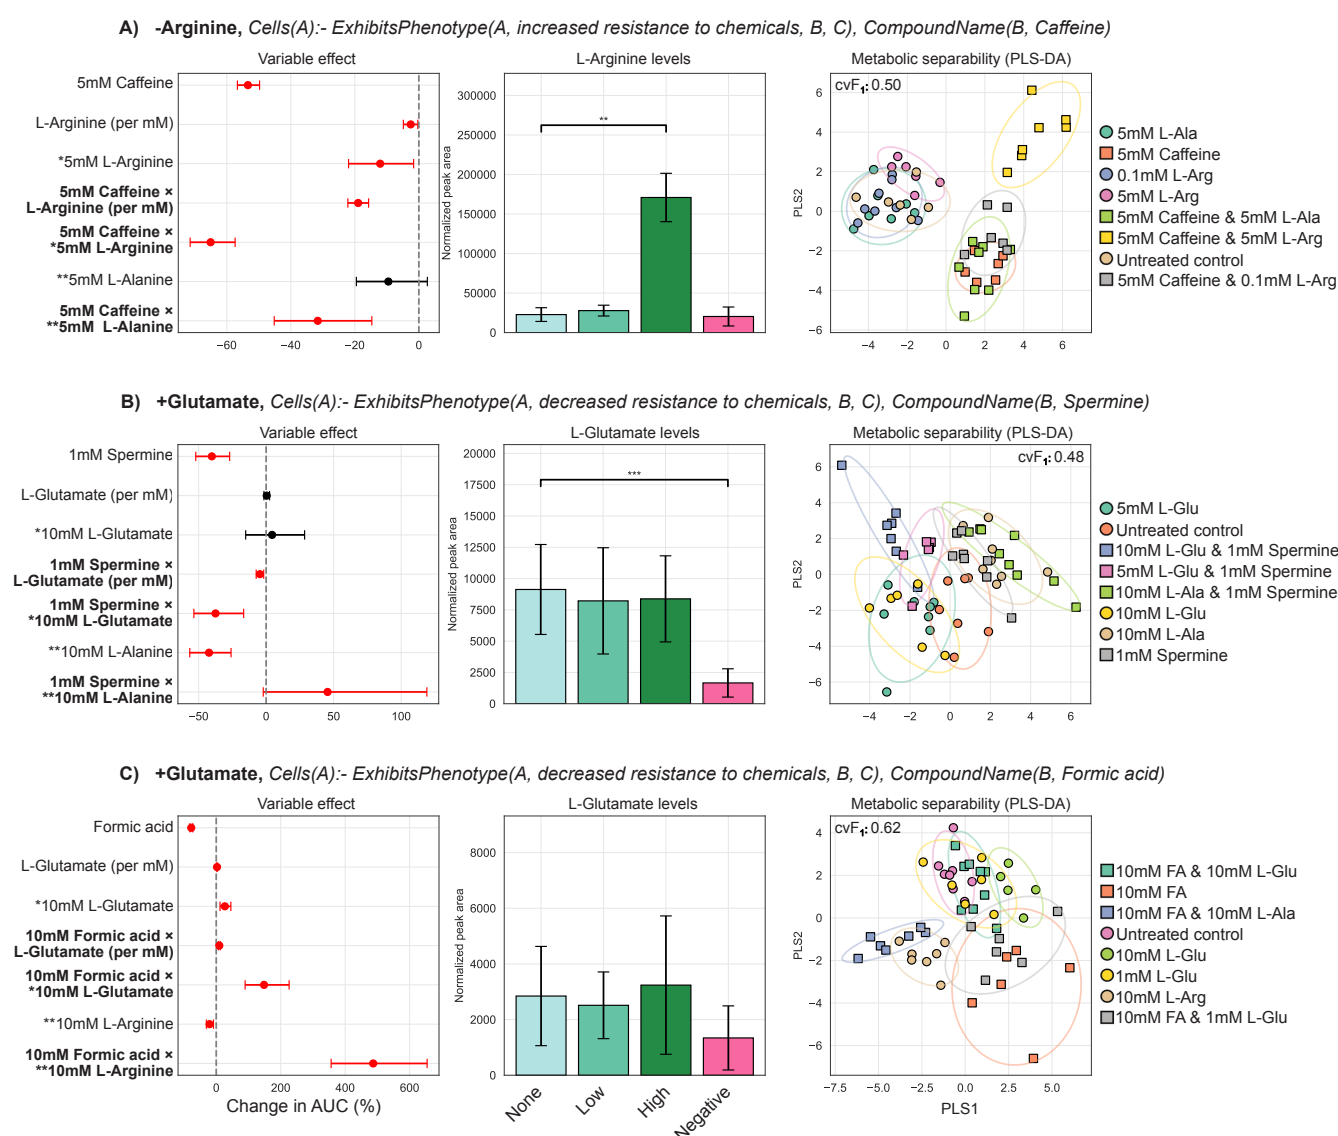 A) -Arginine, Cells(A):- ExhibitsPhenotype(A, increased resistance to chemicals, B, C), CompoundName(B, Caffeine)
Variable effect
5mM Caffeine
L-Arginine (per mM)
*5mM L-Arginine
5mM Caffeine ×
L-Arginine (per mM)
5mM Caffeine ×
*5mM L-Arginine
**5mM L-Alanine
5mM Caffeine ×
**5mM L-Alanine
−60 −40 −20 0
L-Arginine levels
Normalized peak area
300000
250000
200000
150000
100000
50000
0
**
Metabolic separability (PLS-DA)
cvF₁: 0.50
PLS2
6
4
2
0
−2
−4
−6
−4 −2 0 2 4 6
5mM L-Ala
5mM Caffeine
0.1mM L-Arg
5mM L-Arg
5mM Caffeine & 5mM L-Ala
5mM Caffeine & 5mM L-Arg
Untreated control
5mM Caffeine & 0.1mM L-Arg
B) +Glutamate, Cells(A):- ExhibitsPhenotype(A, decreased resistance to chemicals, B, C), CompoundName(B, Spermine)
Variable effect
1mM Spermine
L-Glutamate (per mM)
*10mM L-Glutamate
1mM Spermine ×
L-Glutamate (per mM)
1mM Spermine ×
*10mM L-Glutamate
**10mM L-Alanine
1mM Spermine ×
**10mM L-Alanine
−50 0 50 100
L-Glutamate levels
Normalized peak area
20000
17500
15000
12500
10000
7500
5000
2500
0
***
Metabolic separability (PLS-DA)
cvF₁: 0.48
PLS2
6
4
2
0
−2
−4
−6
−4 −2 0 2 4 6
5mM L-Glu
Untreated control
10mM L-Glu & 1mM Spermine
5mM L-Glu & 1mM Spermine
10mM L-Ala & 1mM Spermine
10mM L-Glu
10mM L-Ala
1mM Spermine
C) +Glutamate, Cells(A):- ExhibitsPhenotype(A, decreased resistance to chemicals, B, C), CompoundName(B, Formic acid)
Variable effect
Formic acid
L-Glutamate (per mM)
*10mM L-Glutamate
10mM Formic acid ×
L-Glutamate (per mM)
10mM Formic acid ×
*10mM L-Glutamate
**10mM L-Arginine
10mM Formic acid ×
**10mM L-Arginine
0 200 400 600
Change in AUC (%)
L-Glutamate levels
Normalized peak area
8000
6000
4000
2000
0
None Low High Negative
Metabolic separability (PLS-DA)
cvF₁: 0.62
PLS2
4
2
0
−2
−4
−6
−7.5 −5.0 −2.5 0.0 2.5 5.0
PLS1
10mM FA & 10mM L-Glu
10mM FA
10mM FA & 10mM L-Ala
Untreated control
10mM L-Glu
1mM L-Glu
10mM L-Arg
10mM FA & 1mM L-Glu